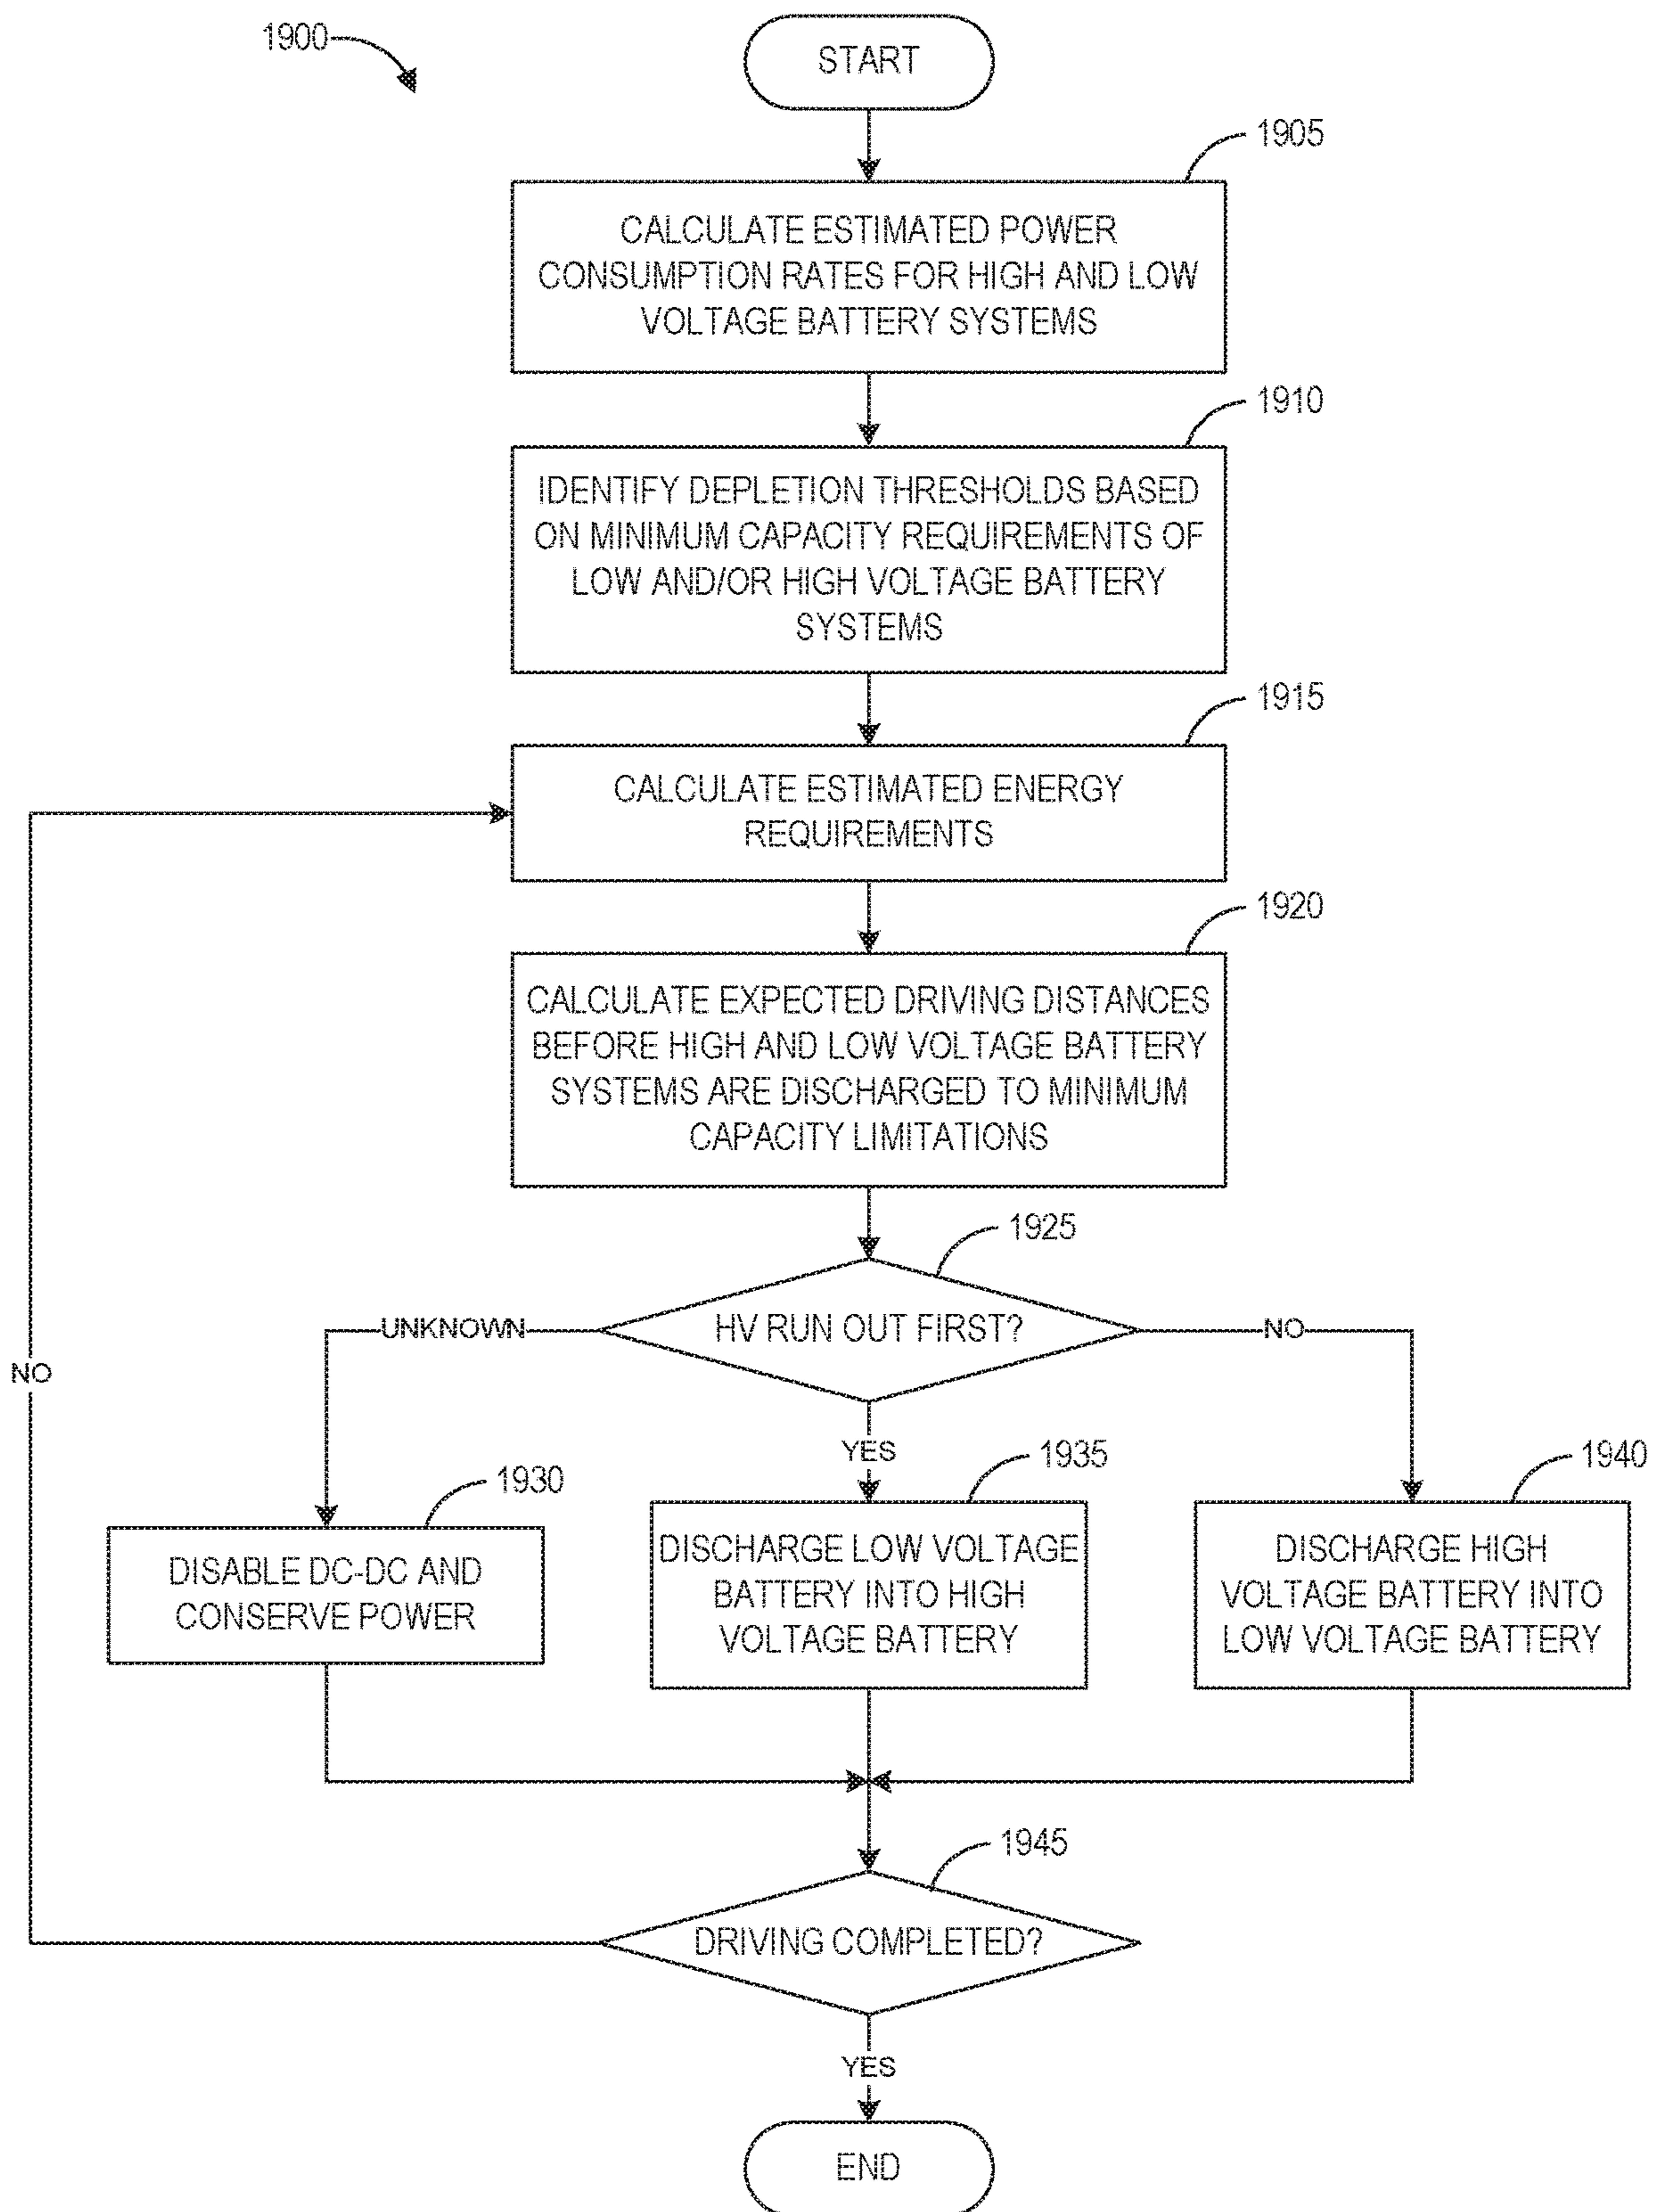 1900
START
1905
CALCULATE ESTIMATED POWER
CONSUMPTION RATES FOR HIGH AND LOW
VOLTAGE BATTERY SYSTEMS
1910
IDENTIFY DEPLETION THRESHOLDS BASED
ON MINIMUM CAPACITY REQUIREMENTS OF
LOW AND/OR HIGH VOLTAGE BATTERY
SYSTEMS
1915
CALCULATE ESTIMATED ENERGY
REQUIREMENTS
1920
CALCULATE EXPECTED DRIVING DISTANCES
BEFORE HIGH AND LOW VOLTAGE BATTERY
SYSTEMS ARE DISCHARGED TO MINIMUM
CAPACITY LIMITATIONS
1925
HV RUN OUT FIRST?
UNKNOWN
NO
NO
YES
1930
DISABLE DC-DC AND
CONSERVE POWER
1935
DISCHARGE LOW VOLTAGE
BATTERY INTO HIGH
VOLTAGE BATTERY
1940
DISCHARGE HIGH
VOLTAGE BATTERY INTO
LOW VOLTAGE BATTERY
1945
DRIVING COMPLETED?
YES
END